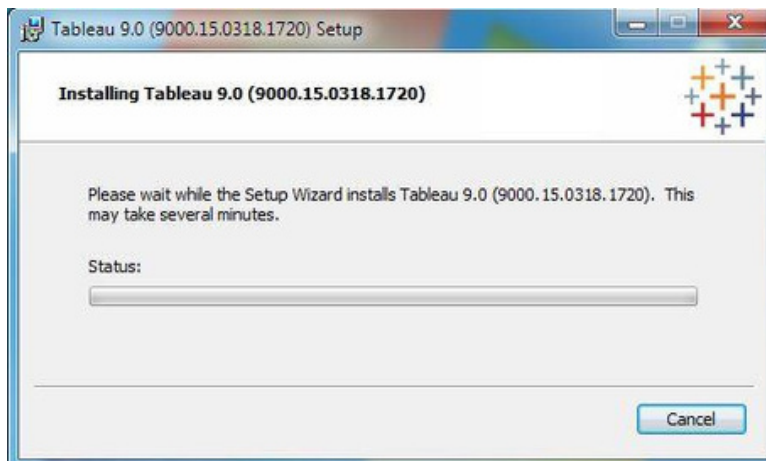 Tableau 9.0 (9000.15.0318.1720) Setup
Installing Tableau 9.0 (9000.15.0318.1720)
Please wait while the Setup Wizard installs Tableau 9.0 (9000.15.0318.1720). This
may take several minutes.
Status:
Cancel